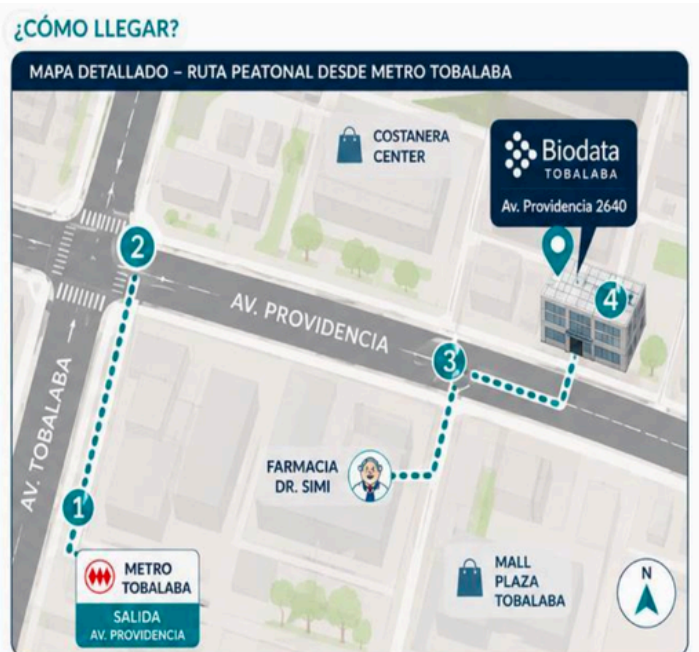 ¿CÓMO LLEGAR?
MAPA DETALLADO – RUTA PEATONAL DESDE METRO TOBALABA
COSTANERA
CENTER
Biodata
TOBALABA
Av. Providencia 2640
2
4
AV. PROVIDENCIA
3
AV. TOBALABA →
FARMACIA
DR. SIMI
1
METRO
TOBALABA
SALIDA
AV. PROVIDENCIA
MALL
PLAZA
TOBALABA
N